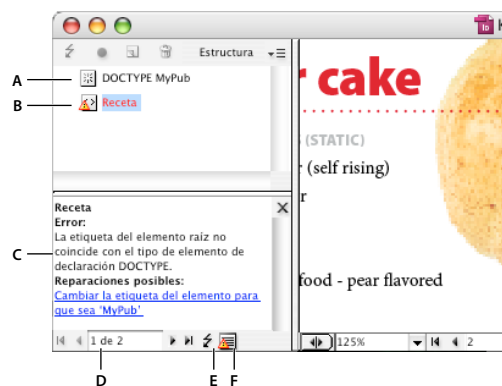 Estructura
A
DOCTYPE MyPub
B
Receta
r cake
(STATIC)
r (self rising)
r
food - pear flavored
Receta
Error:
C
La etiqueta del elemento raíz no
coincide con el tipo de elemento de
declaración DOCTYPE.
Reparaciones posibles:
Cambiar la etiqueta del elemento para
que sea 'MyPub'
1 de 2
125%
2
D
E
F